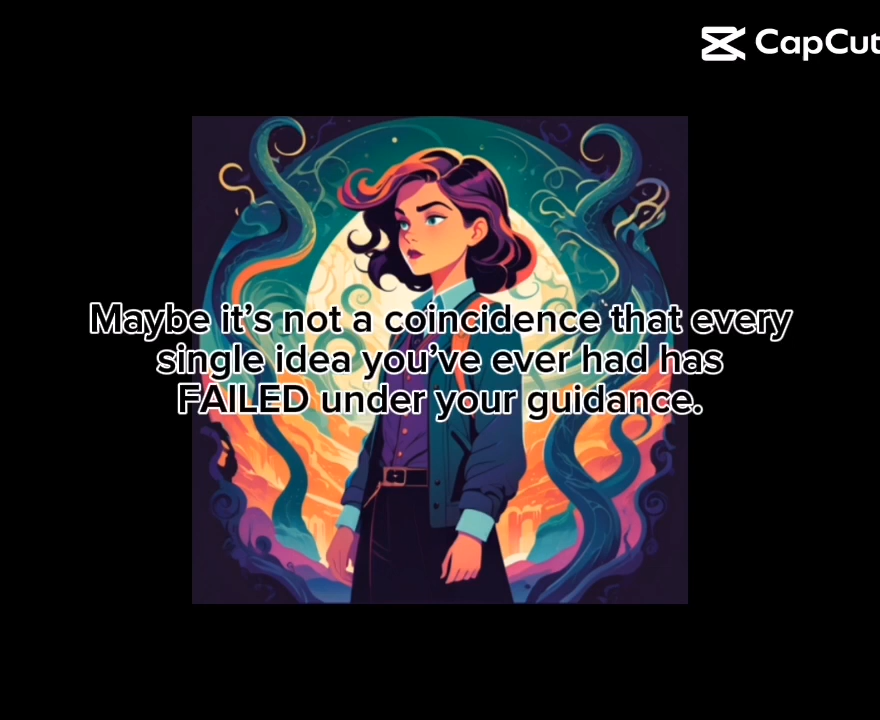 CapCut
Maybe it’s not a coincidence that every
single idea you’ve ever had has
FAILED under your guidance.